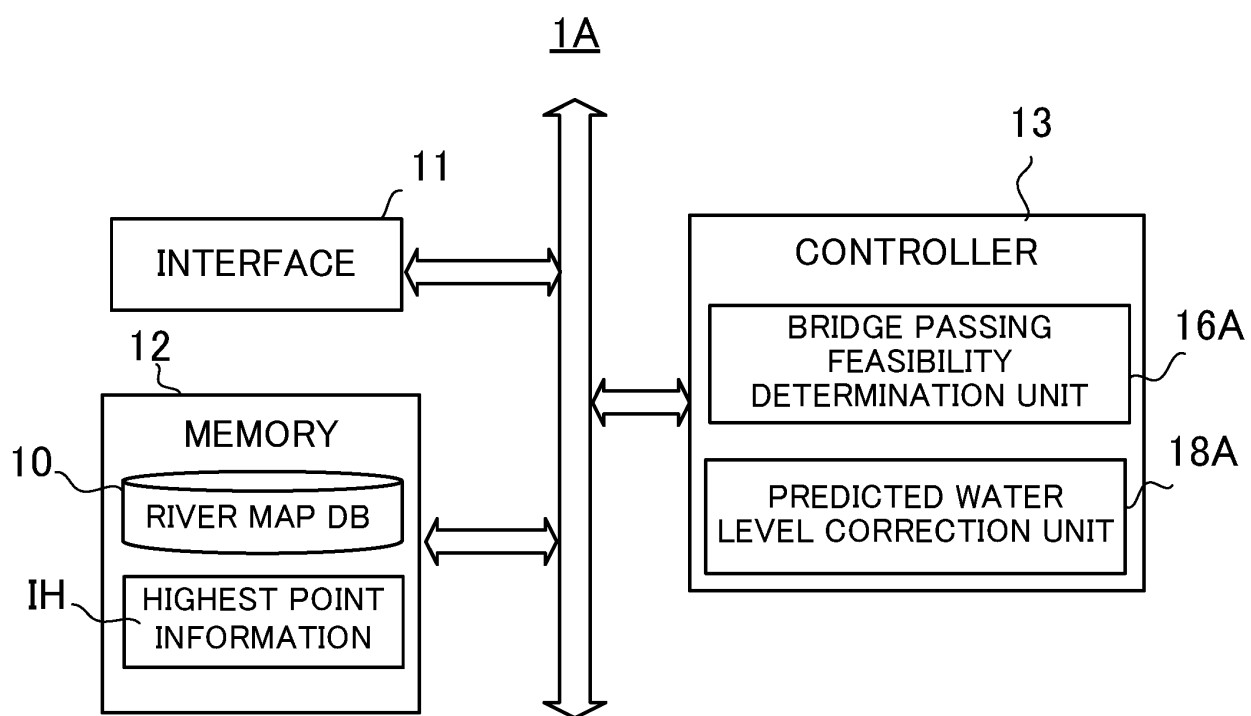 1A
11
INTERFACE
12
MEMORY
10
RIVER MAP DB
IH
HIGHEST POINT
INFORMATION
13
CONTROLLER
BRIDGE PASSING
FEASIBILITY
DETERMINATION UNIT
16A
PREDICTED WATER
LEVEL CORRECTION UNIT
18A